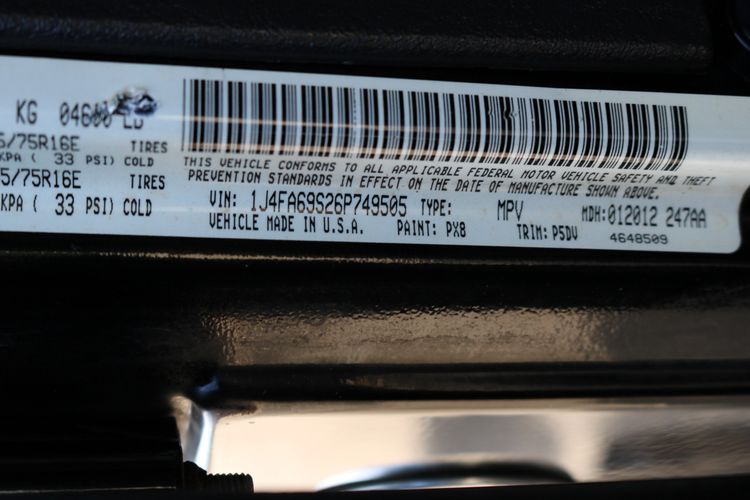 KG 04600 LB
5/75R16E TIRES
KPA ( 33 PSI) COLD
5/75R16E TIRES
KPA ( 33 PSI) COLD
THIS VEHICLE CONFORMS TO ALL APPLICABLE FEDERAL MOTOR VEHICLE SAFETY AND THEFT
PREVENTION STANDARDS IN EFFECT ON THE DATE OF MANUFACTURE SHOWN ABOVE.
VIN: 1J4FA69S26P749505 TYPE: MPV MDH:012012 247AA
VEHICLE MADE IN U.S.A. PAINT: PX8 TRIM: P5DV 4648509